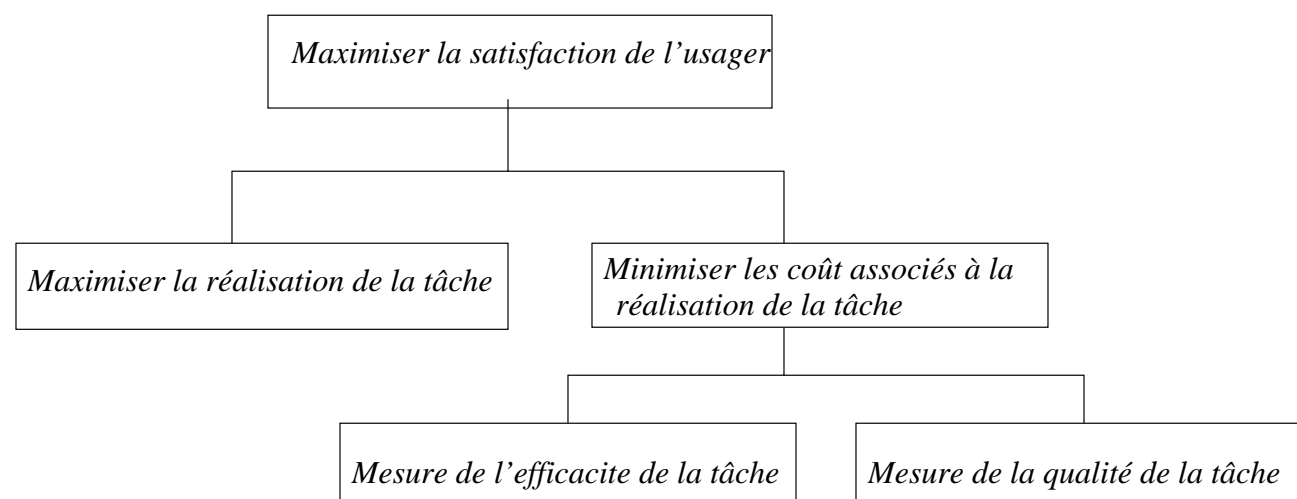 Maximiser la satisfaction de l’usager
Maximiser la réalisation de la tâche
Minimiser les coût associés à la
réalisation de la tâche
Mesure de l’efficacite de la tâche
Mesure de la qualité de la tâche